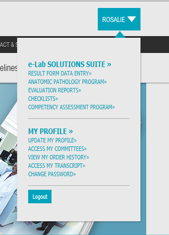 ROSALIE
ACT & S
elines
e-Lab SOLUTIONS SUITE »
RESULT FORM DATA ENTRY»
ANATOMIC PATHOLOGY PROGRAM»
EVALUATION REPORTS»
CHECKLISTS»
COMPETENCY ASSESSMENT PROGRAM»
MY PROFILE »
UPDATE MY PROFILE»
ACCESS MY COMMITTEES»
VIEW MY ORDER HISTORY»
ACCESS MY TRANSCRIPT»
CHANGE PASSWORD»
Logout